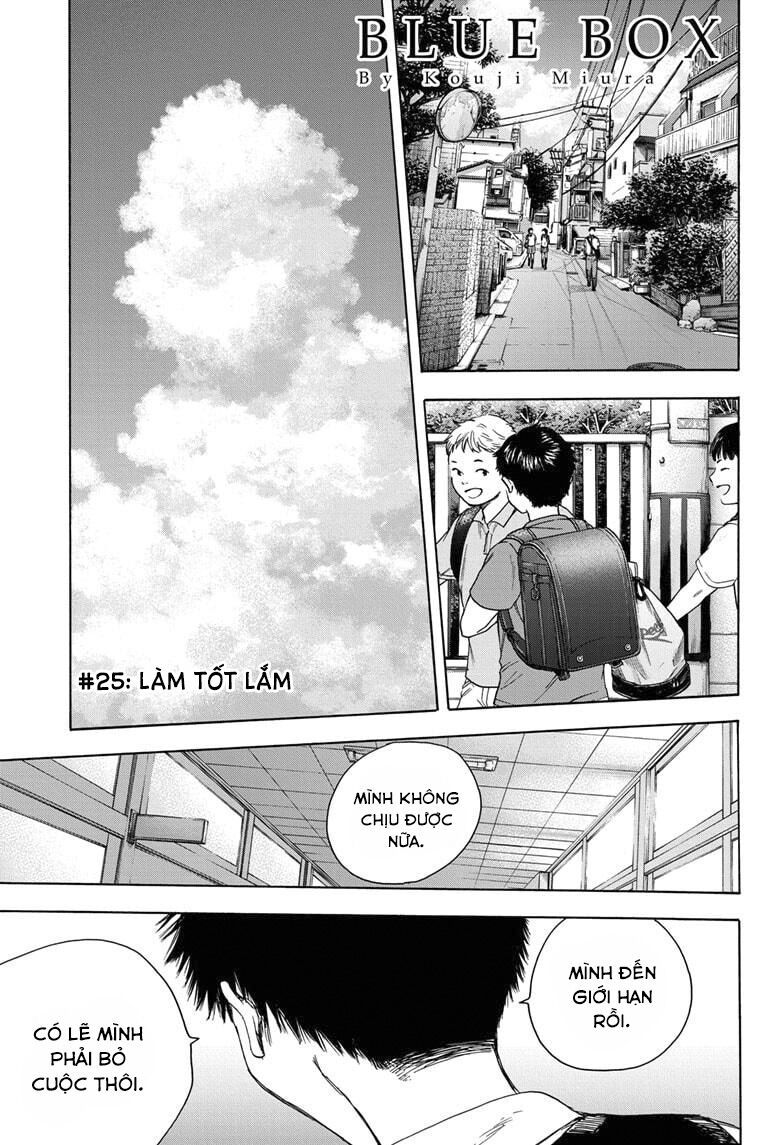 BLUE BOX
By Kouji Miura
#25: LÀM TỐT LẮM
MÌNH KHÔNG
CHỊU ĐƯỢC
NỮA.
MÌNH ĐẾN
GIỚI HẠN
RỒI.
CÓ LẼ MÌNH
PHẢI BỎ
CUỘC THÔI.